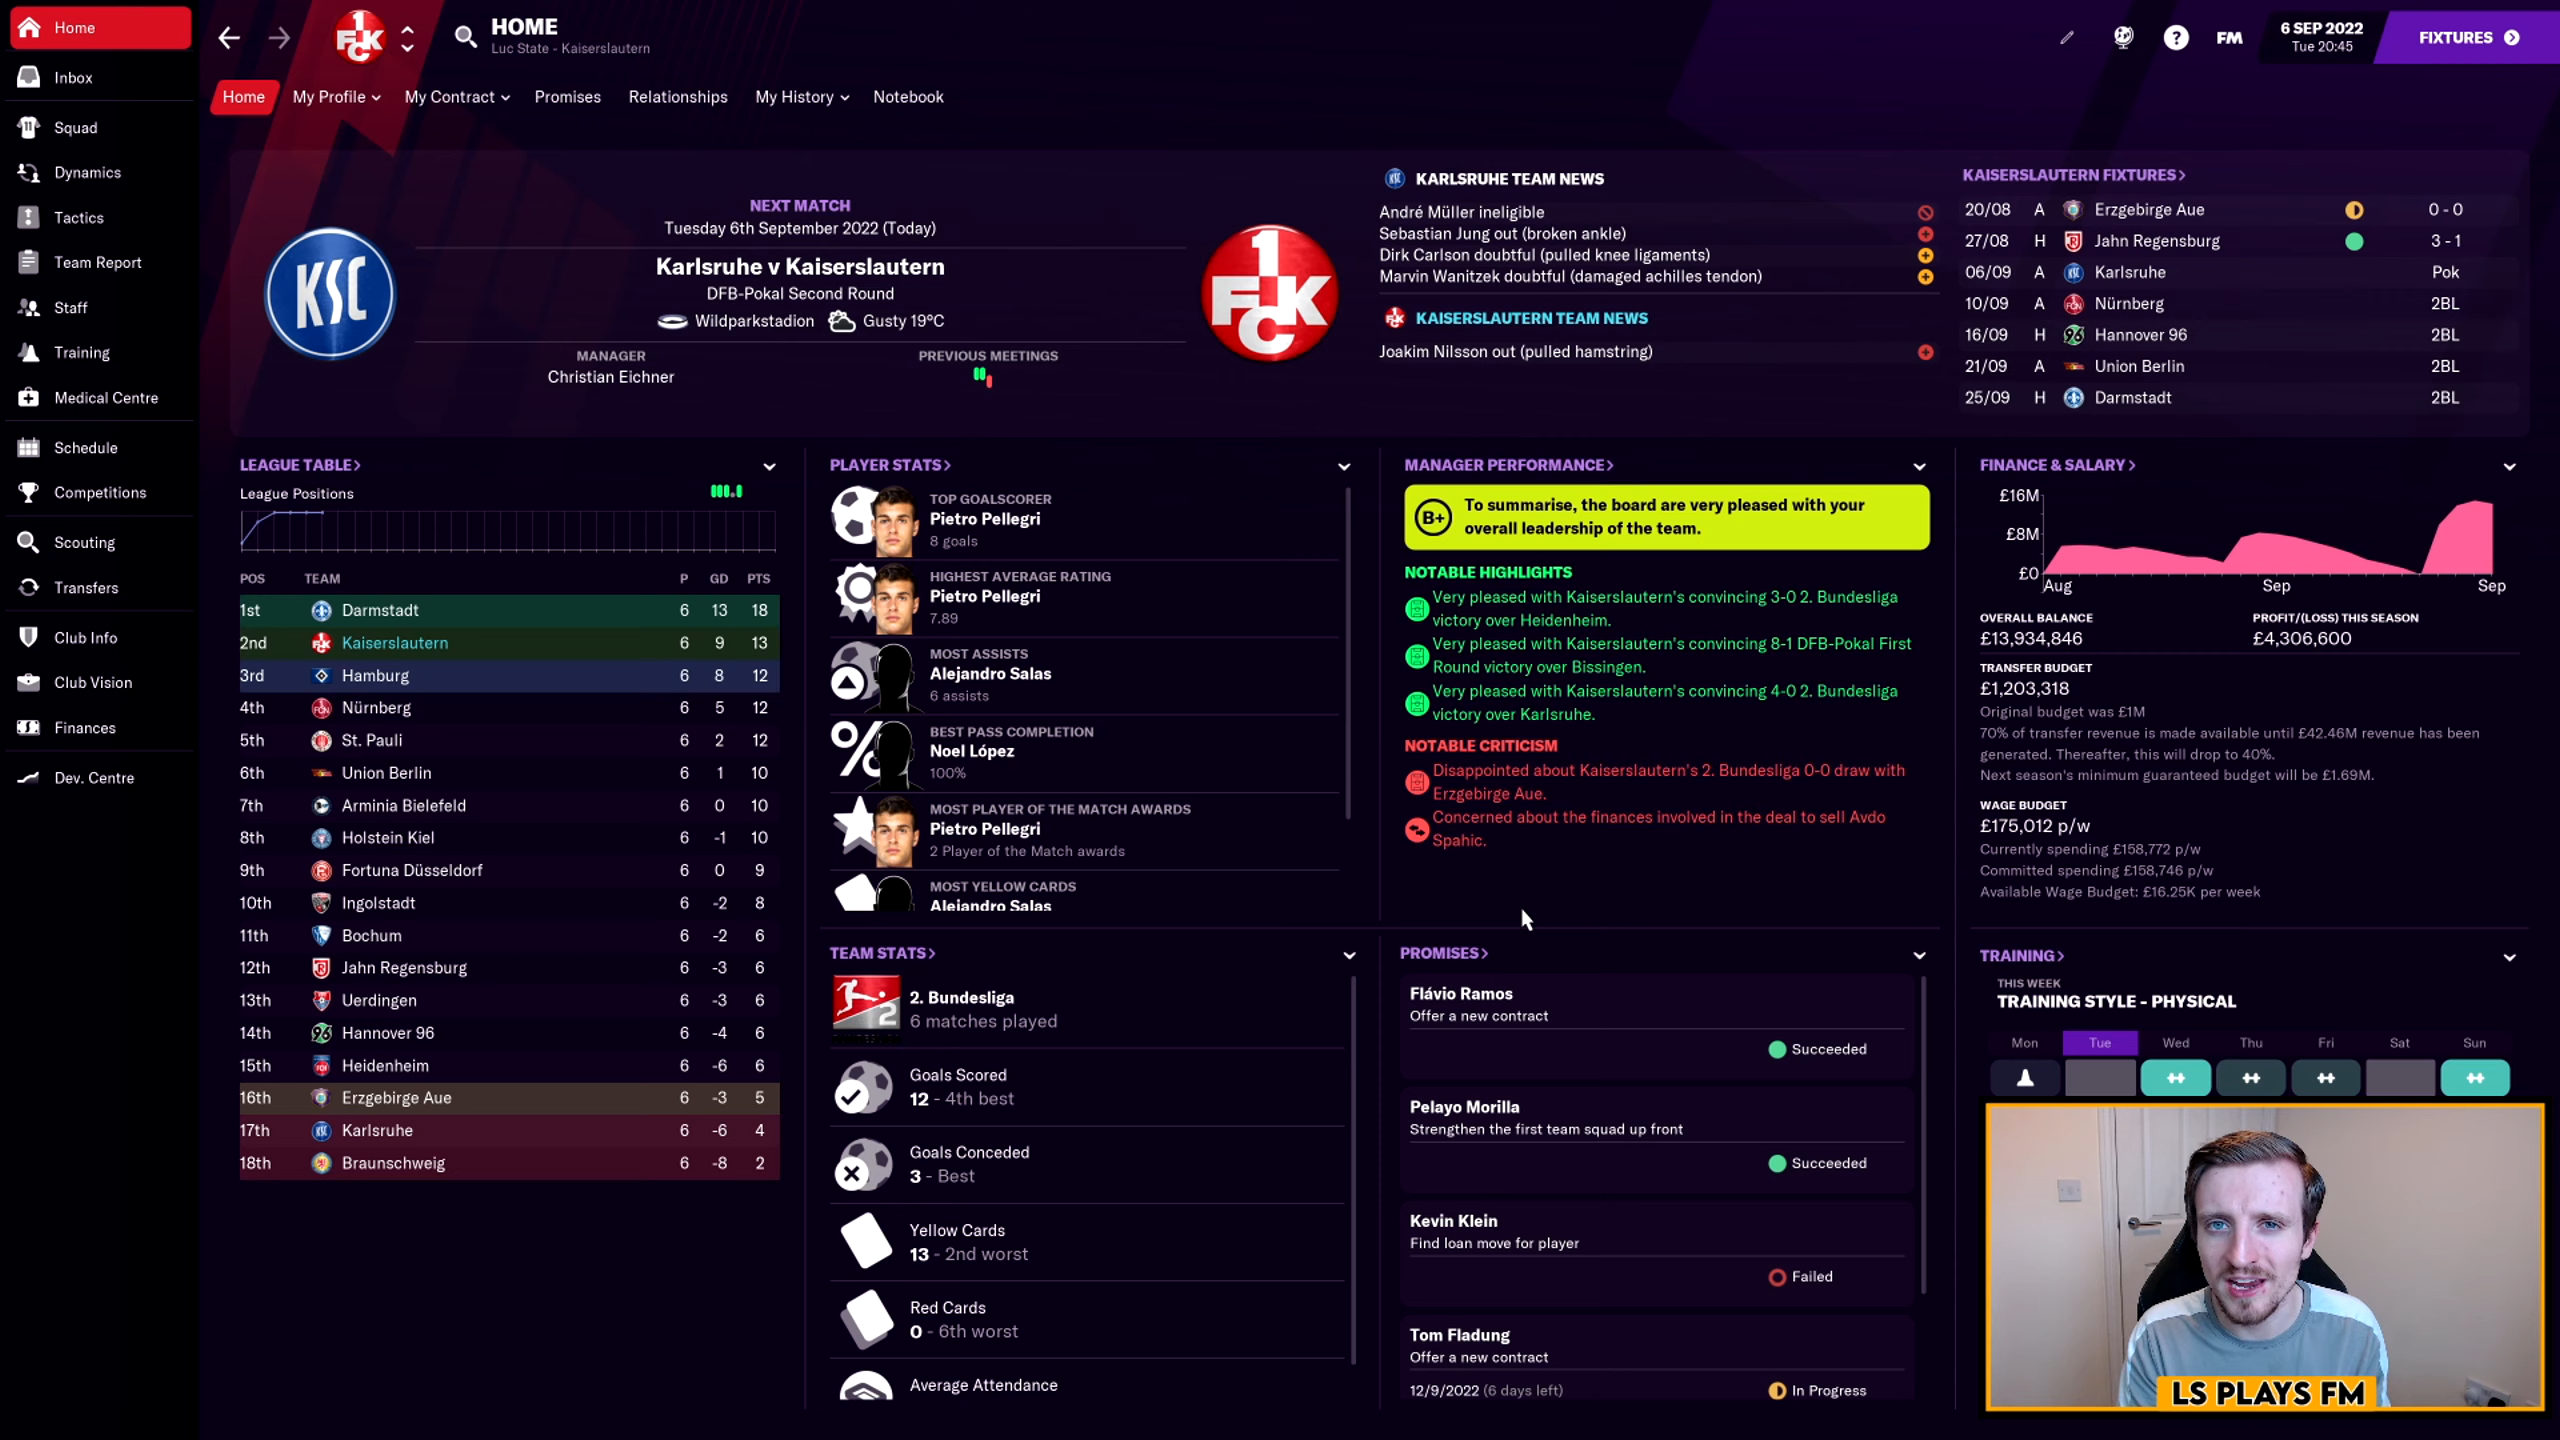 Home
Inbox
Squad
Dynamics
Tactics
Team Report
Staff
Training
Medical Centre
Schedule
Competitions
Scouting
Transfers
Club Info
Club Vision
Finances
Dev. Centre
HOME
Luc State - Kaiserslautern
FM
6 SEP 2022
Tue 20:45
FIXTURES
Home
My Profile
My Contract
Promises
Relationships
My History
Notebook
KSC
NEXT MATCH
Tuesday 6th September 2022 (Today)
Karlsruhe v Kaiserslautern
DFB-Pokal Second Round
Wildparkstadion Gusty 19°C
MANAGER
Christian Eichner
PREVIOUS MEETINGS
1
FCK
KARLSRUHE TEAM NEWS
André Müller ineligible
Sebastian Jung out (broken ankle)
Dirk Carlson doubtful (pulled knee ligaments)
Marvin Wanitzek doubtful (damaged achilles tendon)
KAISERSLAUTERN TEAM NEWS
Joakim Nilsson out (pulled hamstring)
KAISERSLAUTERN FIXTURES>
20/08 A Erzgebirge Aue 0 - 0
27/08 H Jahn Regensburg 3 - 1
06/09 A Karlsruhe Pok
10/09 A Nürnberg 2BL
16/09 H Hannover 96 2BL
21/09 A Union Berlin 2BL
25/09 H Darmstadt 2BL
LEAGUE TABLE>
League Positions
POS TEAM P GD PTS
1st Darmstadt 6 13 18
2nd Kaiserslautern 6 9 13
3rd Hamburg 6 8 12
4th Nürnberg 6 5 12
5th St. Pauli 6 2 12
6th Union Berlin 6 1 10
7th Arminia Bielefeld 6 0 10
8th Holstein Kiel 6 -1 10
9th Fortuna Düsseldorf 6 0 9
10th Ingolstadt 6 -2 8
11th Bochum 6 -2 6
12th Jahn Regensburg 6 -3 6
13th Uerdingen 6 -3 6
14th Hannover 96 6 -4 6
15th Heidenheim 6 -6 6
16th Erzgebirge Aue 6 -3 5
17th Karlsruhe 6 -6 4
18th Braunschweig 6 -8 2
PLAYER STATS>
TOP GOALSCORER
Pietro Pellegri
8 goals
HIGHEST AVERAGE RATING
Pietro Pellegri
7.89
MOST ASSISTS
Alejandro Salas
6 assists
BEST PASS COMPLETION
Noel López
100%
MOST PLAYER OF THE MATCH AWARDS
Pietro Pellegri
2 Player of the Match awards
MOST YELLOW CARDS
Alejandro Salas
TEAM STATS>
2. Bundesliga
6 matches played
Goals Scored
12 - 4th best
Goals Conceded
3 - Best
Yellow Cards
13 - 2nd worst
Red Cards
0 - 6th worst
Average Attendance
MANAGER PERFORMANCE>
B+
To summarise, the board are very pleased with your
overall leadership of the team.
NOTABLE HIGHLIGHTS
Very pleased with Kaiserslautern's convincing 3-0 2. Bundesliga
victory over Heidenheim.
Very pleased with Kaiserslautern's convincing 8-1 DFB-Pokal First
Round victory over Bissingen.
Very pleased with Kaiserslautern's convincing 4-0 2. Bundesliga
victory over Karlsruhe.
NOTABLE CRITICISM
Disappointed about Kaiserslautern's 2. Bundesliga 0-0 draw with
Erzgebirge Aue.
Concerned about the finances involved in the deal to sell Avdo
Spahic.
PROMISES>
Flávio Ramos
Offer a new contract
Succeeded
Pelayo Morilla
Strengthen the first team squad up front
Succeeded
Kevin Klein
Find loan move for player
Failed
Tom Fladung
Offer a new contract
12/9/2022 (6 days left) In Progress
FINANCE & SALARY>
£16M
£8M
£0
Aug Sep Sep
OVERALL BALANCE
£13,934,846
PROFIT/(LOSS) THIS SEASON
£4,306,600
TRANSFER BUDGET
£1,203,318
Original budget was £1M
70% of transfer revenue is made available until £42.46M revenue has been
generated. Thereafter, this will drop to 40%.
Next season's minimum guaranteed budget will be £1.69M.
WAGE BUDGET
£175,012 p/w
Currently spending £158,772 p/w
Committed spending £158,746 p/w
Available Wage Budget: £16.25K per week
TRAINING>
THIS WEEK
TRAINING STYLE - PHYSICAL
Mon Tue Wed Thu Fri Sat Sun
LS PLAYS FM